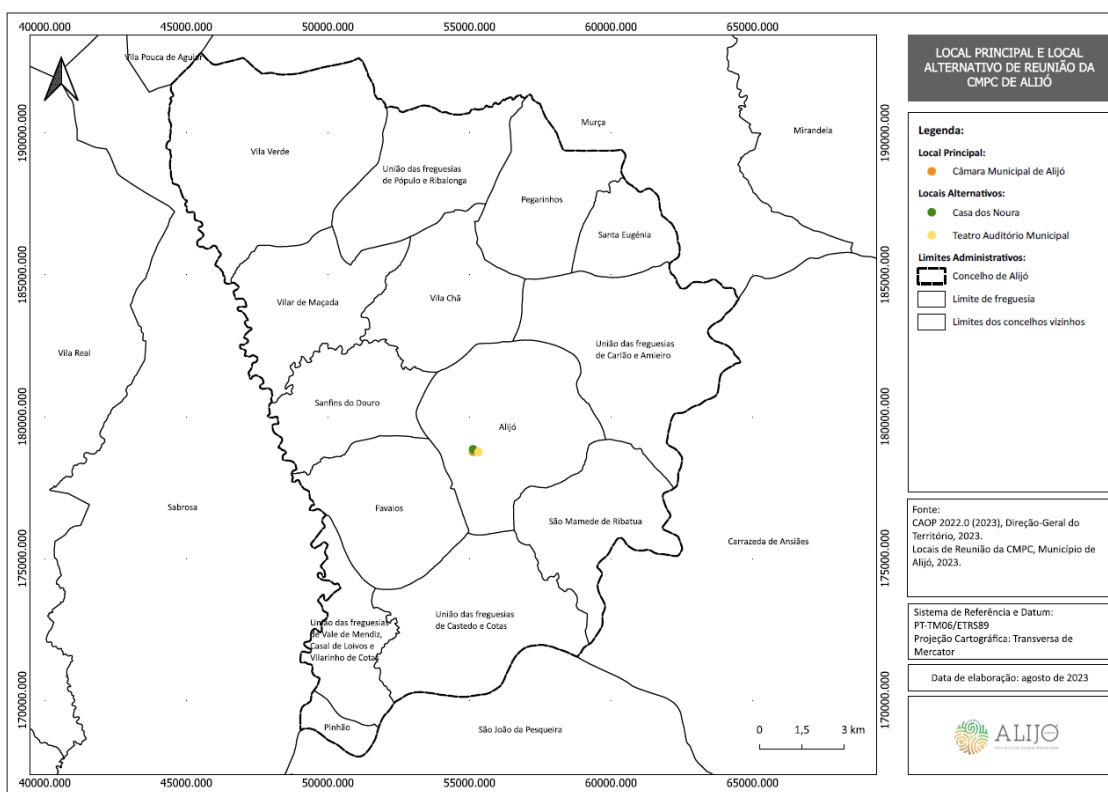 40000.000 45000.000 50000.000 55000.000 60000.000 65000.000
Vila Pouca de Aguiar
Murça
Mirandela
190000.000
190000.000
Vila Verde
União das freguesias
de Pópulo e Ribalonga
Pegarinhos
Santa Eugénia
185000.000
185000.000
Vilar de Maçada
Vila Chã
União das freguesias
de Carlão e Amieiro
Vila Real
Sanfins do Douro
Alijó
180000.000
180000.000
Sabrosa
Favaios
São Mamede de Ribatua
Carrazeda de Ansiães
175000.000
175000.000
União das freguesias
de Vale de Mendiz,
Casal de Loivos e
Vilarinho de Cotas
União das freguesias
de Castedo e Cotas
170000.000
170000.000
Pinhão
São João da Pesqueira
0 1,5 3 km
40000.000 45000.000 50000.000 55000.000 60000.000 65000.000
LOCAL PRINCIPAL E LOCAL
ALTERNATIVO DE REUNIÃO DA
CMPC DE ALIJÓ
Legenda:
Local Principal:
Câmara Municipal de Alijó
Locais Alternativos:
Casa dos Noura
Teatro Auditório Municipal
Limites Administrativos:
Concelho de Alijó
Limite de freguesia
Limites dos concelhos vizinhos
Fonte:
CAOP 2022.0 (2023), Direção-Geral do
Território, 2023.
Locais de Reunião da CMPC, Município de
Alijó, 2023.
Sistema de Referência e Datum:
PT-TM06/ETRS89
Projeção Cartográfica: Transversa de
Mercator
Data de elaboração: agosto de 2023
ALIJÓ